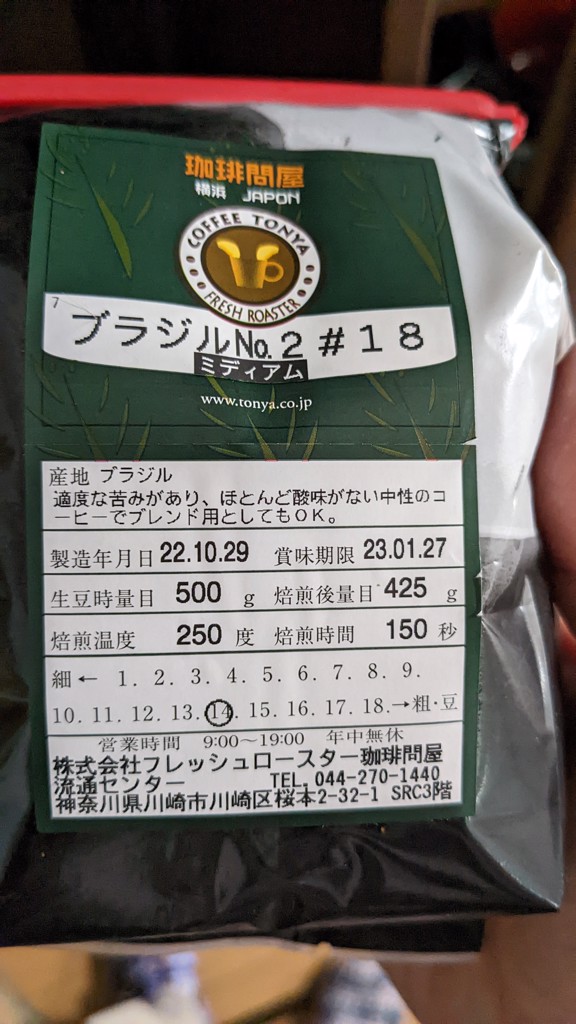 珈琲問屋
横浜 JAPON
COFFEE TONYA
FRESH ROASTER
7
ブラジルNo.2#18
ミディアム
www.tonya.co.jp
産地 ブラジル
適度な苦みがあり、ほとんど酸味がない中性のコ
ーヒーでブレンド用としてもOK。
製造年月日 22.10.29 賞味期限 23.01.27
生豆時量目 500 g 焙煎後量目 425 g
焙煎温度 250 度 焙煎時間 150 秒
細← 1. 2. 3. 4. 5. 6. 7. 8. 9.
10. 11. 12. 13. 14. 15. 16. 17. 18.→粗・豆
営業時間 9:00〜19:00 年中無休
株式会社フレッシュロースター珈琲問屋
流通センター TEL.044-270-1440
神奈川県川崎市川崎区桜本2-32-1 SRC3階